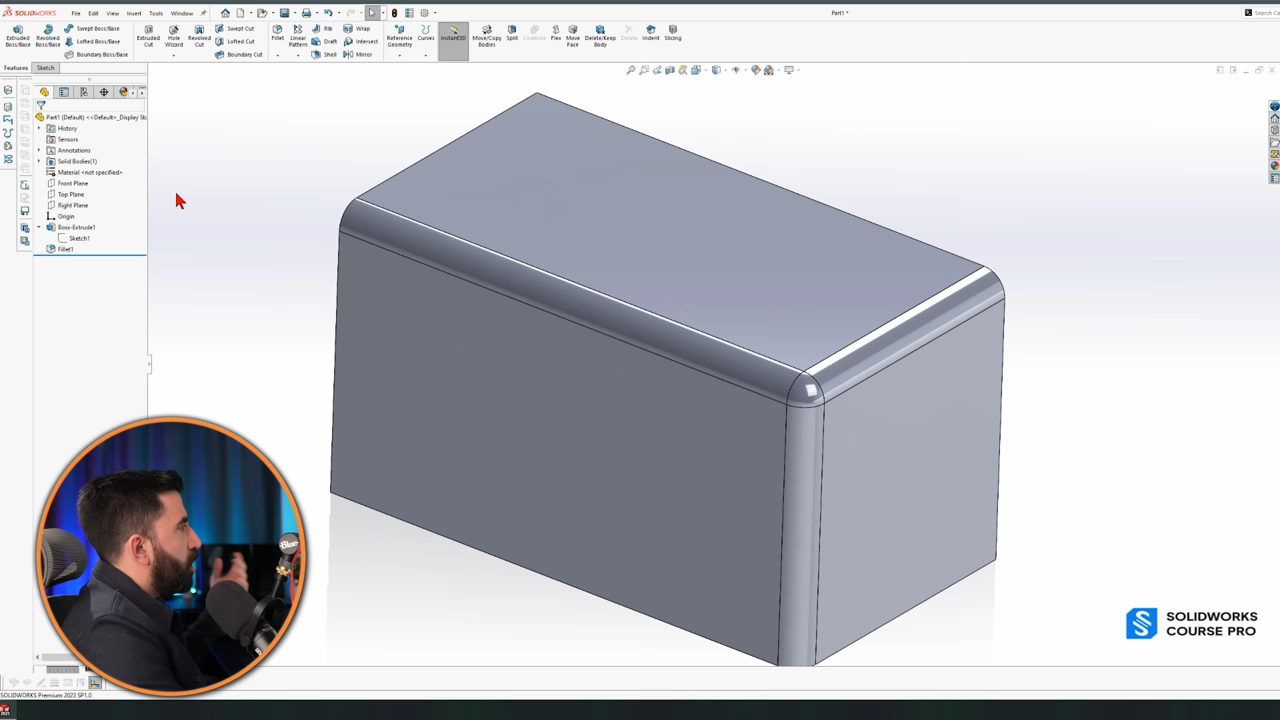 SOLIDWORKS
File Edit View Insert Tools Window
Part1 *
Search Co
Extruded Boss/Base
Revolved Boss/Base
Swept Boss/Base
Lofted Boss/Base
Boundary Boss/Base
Extruded Cut
Hole Wizard
Revolved Cut
Swept Cut
Lofted Cut
Boundary Cut
Fillet
Linear Pattern
Rib
Draft
Shell
Wrap
Intersect
Mirror
Reference Geometry
Curves
Instant3D
Move/Copy Bodies
Split
Combine
Flex
Move Face
Delete/Keep Body
Delete
Indent
Slicing
Features Sketch
Part1 (Default) <<Default>_Display St
History
Sensors
Annotations
Solid Bodies(1)
Material <not specified>
Front Plane
Top Plane
Right Plane
Origin
Boss-Extrude1
Sketch1
Fillet1
Blue
SOLIDWORKS
COURSE PRO
SOLIDWORKS Premium 2023 SP1.0